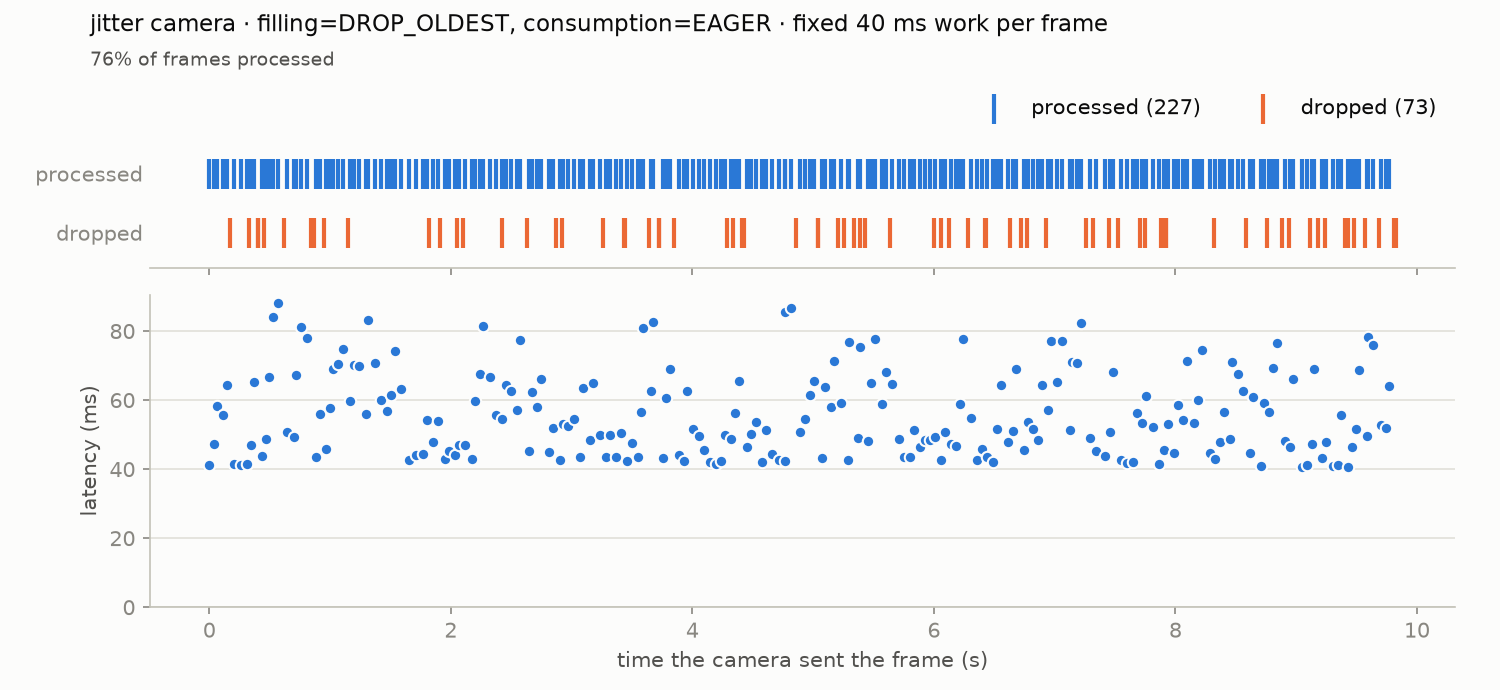 jitter camera · filling=DROP_OLDEST, consumption=EAGER · fixed 40 ms work per frame
76% of frames processed
processed (227)
dropped (73)
processed
dropped
80
60
40
20
0
latency (ms)
0 2 4 6 8 10
time the camera sent the frame (s)